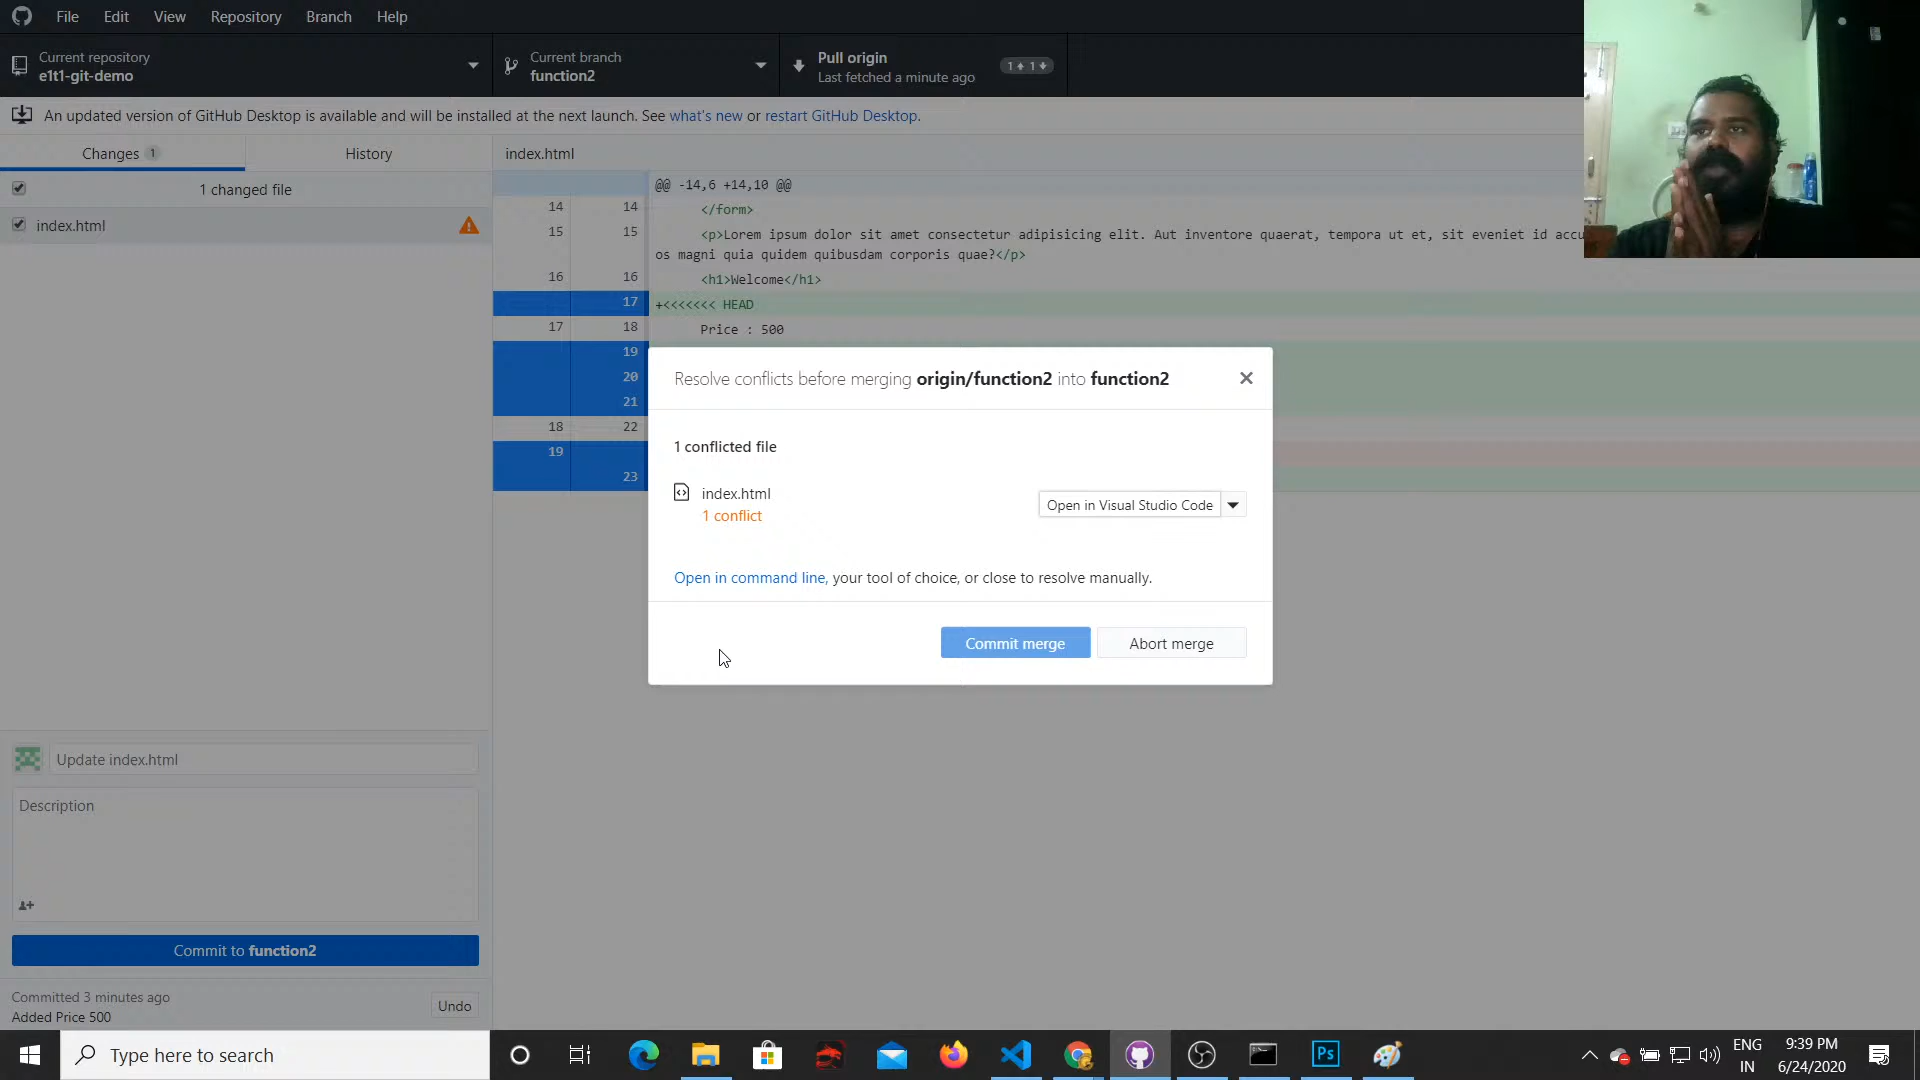 File Edit View Repository Branch Help
Current repository
e1t1-git-demo
Current branch
function2
Pull origin
Last fetched a minute ago
1 1
An updated version of GitHub Desktop is available and will be installed at the next launch. See what's new or restart GitHub Desktop.
Changes 1 History
index.html
1 changed file
index.html
@@ -14,6 +14,10 @@
14 14 </form>
15 15 <p>Lorem ipsum dolor sit amet consectetur adipisicing elit. Aut inventore quaerat, tempora ut et, sit eveniet id accu
os magni quia quidem quibusdam corporis quae?</p>
16 16 <h1>Welcome</h1>
17 +<<<<<<< HEAD
17 18 Price : 500
19
20
21
18 22
19
23
Resolve conflicts before merging origin/function2 into function2
1 conflicted file
index.html
1 conflict
Open in Visual Studio Code
Open in command line, your tool of choice, or close to resolve manually.
Commit merge Abort merge
Update index.html
Description
Commit to function2
Committed 3 minutes ago
Added Price 500
Undo
Type here to search
Ps
ENG
IN
9:39 PM
6/24/2020